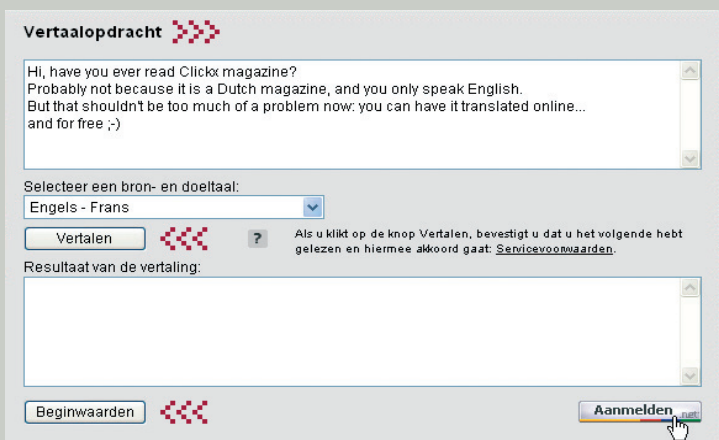 Vertaalopdracht
Hi, have you ever read Clickx magazine?
Probably not because it is a Dutch magazine, and you only speak English.
But that shouldn't be too much of a problem now: you can have it translated online...
and for free ;-)
Selecteer een bron- en doeltaal:
Engels - Frans
Vertalen
?
Als u klikt op de knop Vertalen, bevestigt u dat u het volgende hebt
gelezen en hiermee akkoord gaat: Servicevoorwaarden.
Resultaat van de vertaling:
Beginwaarden
Aanmelden .net